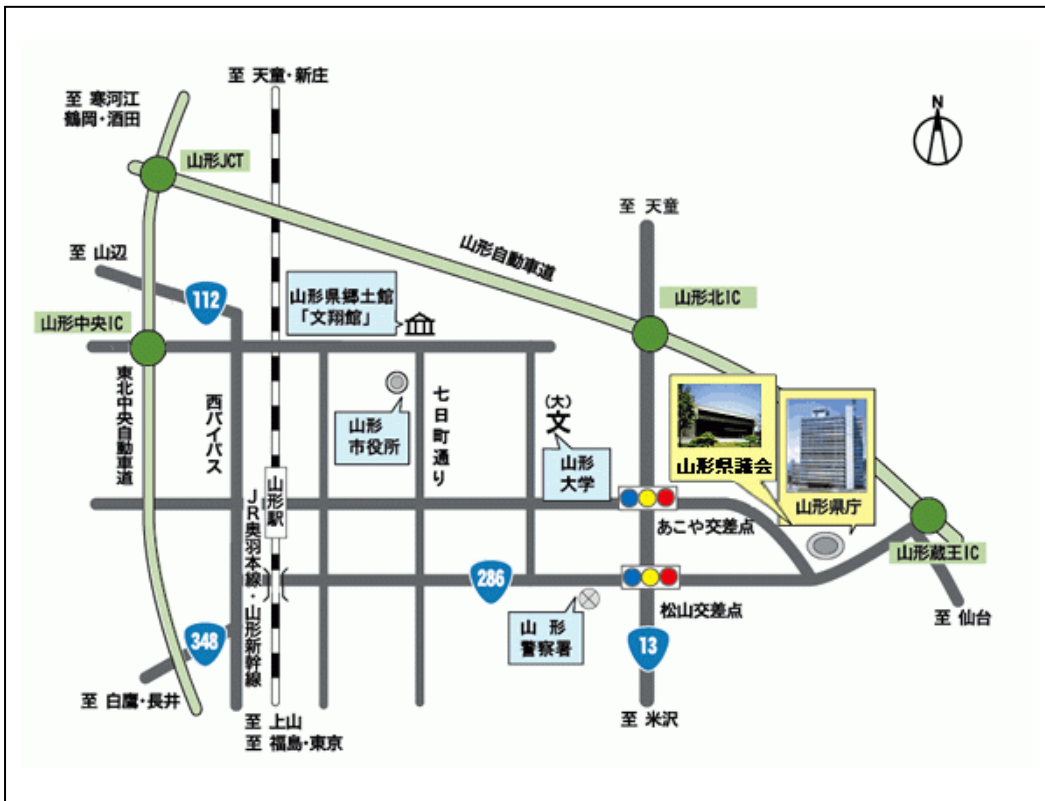 至 天童・新庄
至 寒河江
鶴岡・酒田
N
山形JCT
至 天童
山形自動車道
至 山辺
112
山形県郷土館
「文翔館」
山形北IC
山形中央IC
東北中央自動車道
西バイパス
山形
市役所
七日町通り
(大)
文
山形
大学
山形県議会
山形県庁
山形駅
JR奥羽本線・山形新幹線
あこや交差点
山形蔵王IC
286
松山交差点
至 仙台
山 形
警察署
348
13
至 白鷹・長井
至 上山
至 福島・東京
至 米沢